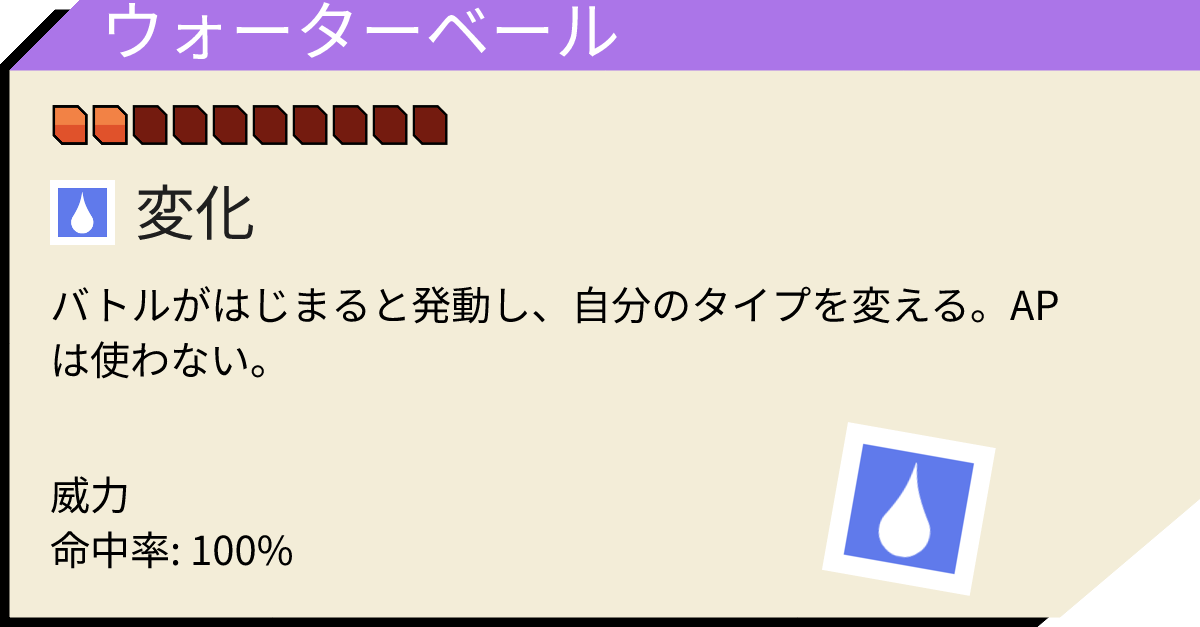 ウォーターベール
変化
バトルがはじまると発動し、自分のタイプを変える。AP
は使わない。
威力
命中率: 100%